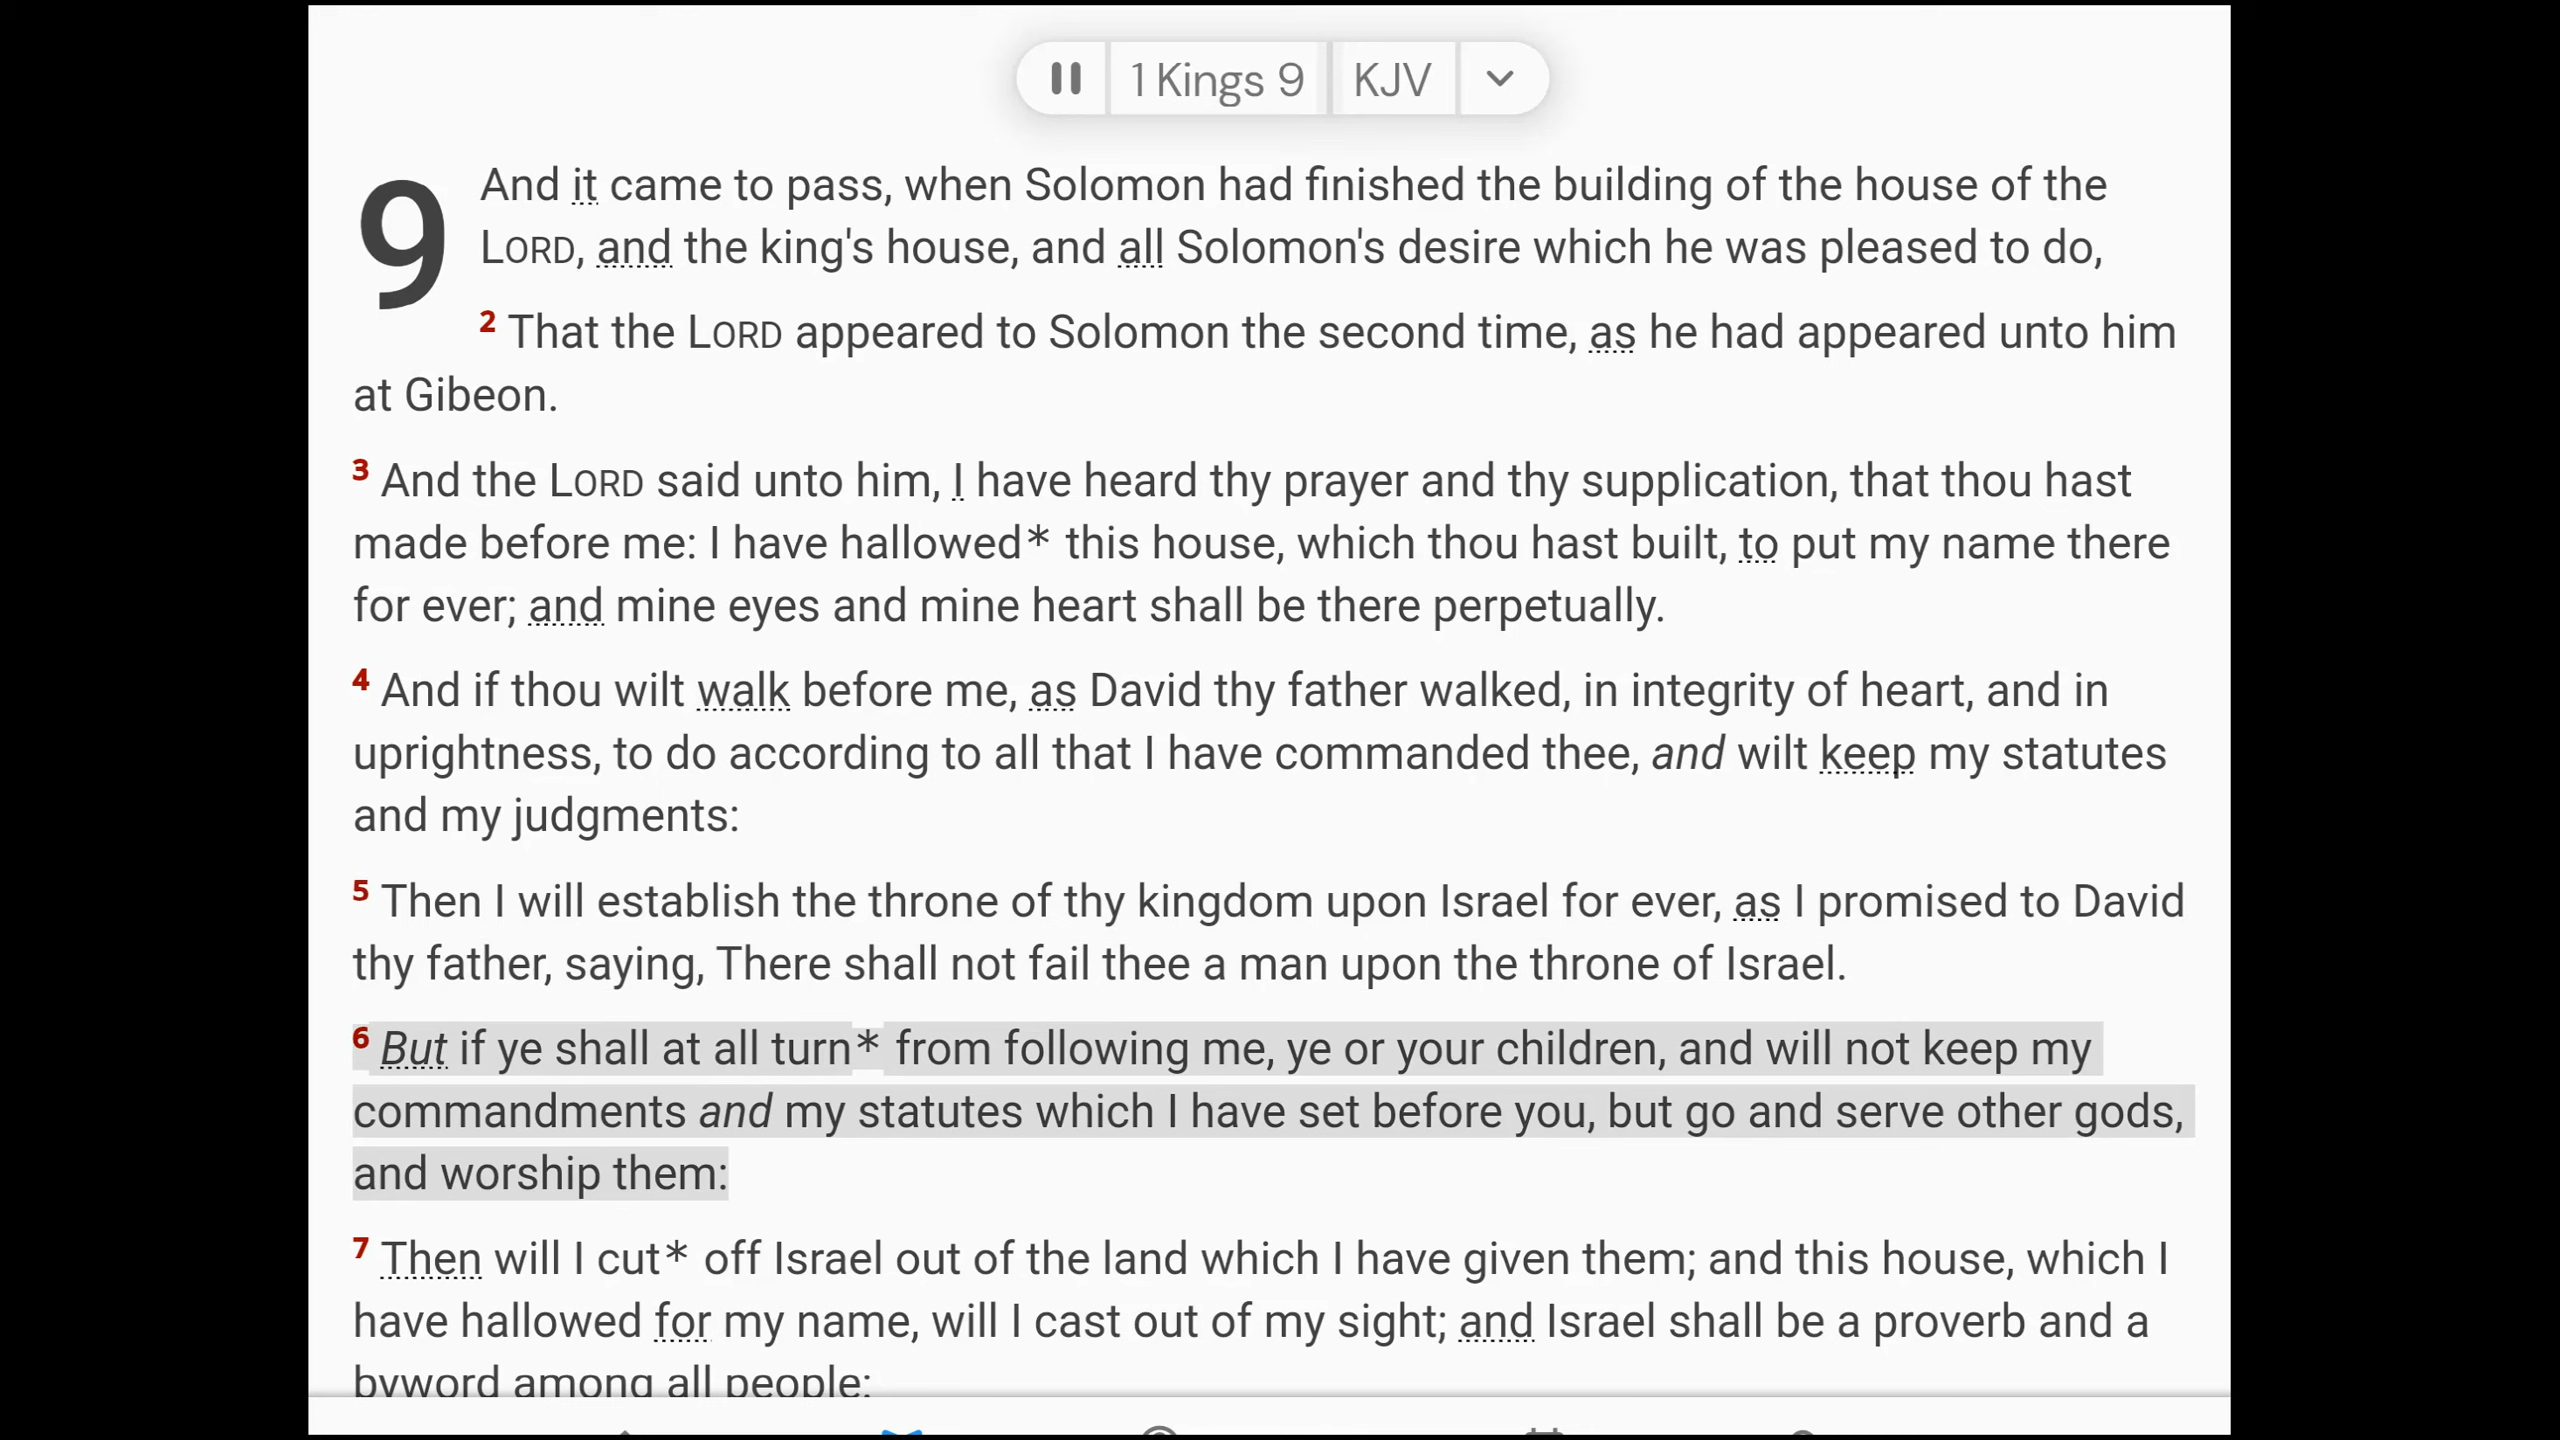 1 Kings 9 KJV
9 And it came to pass, when Solomon had finished the building of the house of the
LORD, and the king's house, and all Solomon's desire which he was pleased to do,
2 That the LORD appeared to Solomon the second time, as he had appeared unto him
at Gibeon.
3 And the LORD said unto him, I have heard thy prayer and thy supplication, that thou hast
made before me: I have hallowed* this house, which thou hast built, to put my name there
for ever; and mine eyes and mine heart shall be there perpetually.
4 And if thou wilt walk before me, as David thy father walked, in integrity of heart, and in
uprightness, to do according to all that I have commanded thee, and wilt keep my statutes
and my judgments:
5 Then I will establish the throne of thy kingdom upon Israel for ever, as I promised to David
thy father, saying, There shall not fail thee a man upon the throne of Israel.
6 But if ye shall at all turn* from following me, ye or your children, and will not keep my
commandments and my statutes which I have set before you, but go and serve other gods,
and worship them:
7 Then will I cut* off Israel out of the land which I have given them; and this house, which I
have hallowed for my name, will I cast out of my sight; and Israel shall be a proverb and a
byword among all people: